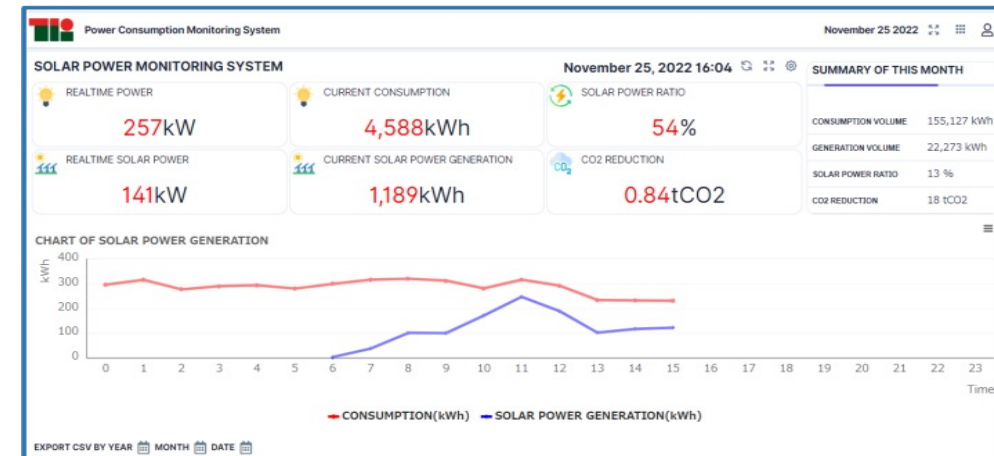 TTi Power Consumption Monitoring System November 25 2022
SOLAR POWER MONITORING SYSTEM November 25, 2022 16:04
REALTIME POWER
257kW
CURRENT CONSUMPTION
4,588kWh
SOLAR POWER RATIO
54%
REALTIME SOLAR POWER
141kW
CURRENT SOLAR POWER GENERATION
1,189kWh
CO2
CO2 REDUCTION
0.84tCO2
SUMMARY OF THIS MONTH
CONSUMPTION VOLUME 155,127 kWh
GENERATION VOLUME 22,273 kWh
SOLAR POWER RATIO 13 %
CO2 REDUCTION 18 tCO2
CHART OF SOLAR POWER GENERATION
kWh
400
300
200
100
0
0 1 2 3 4 5 6 7 8 9 10 11 12 13 14 15 16 17 18 19 20 21 22 23
Time
CONSUMPTION(kWh) SOLAR POWER GENERATION(kWh)
EXPORT CSV BY YEAR MONTH DATE